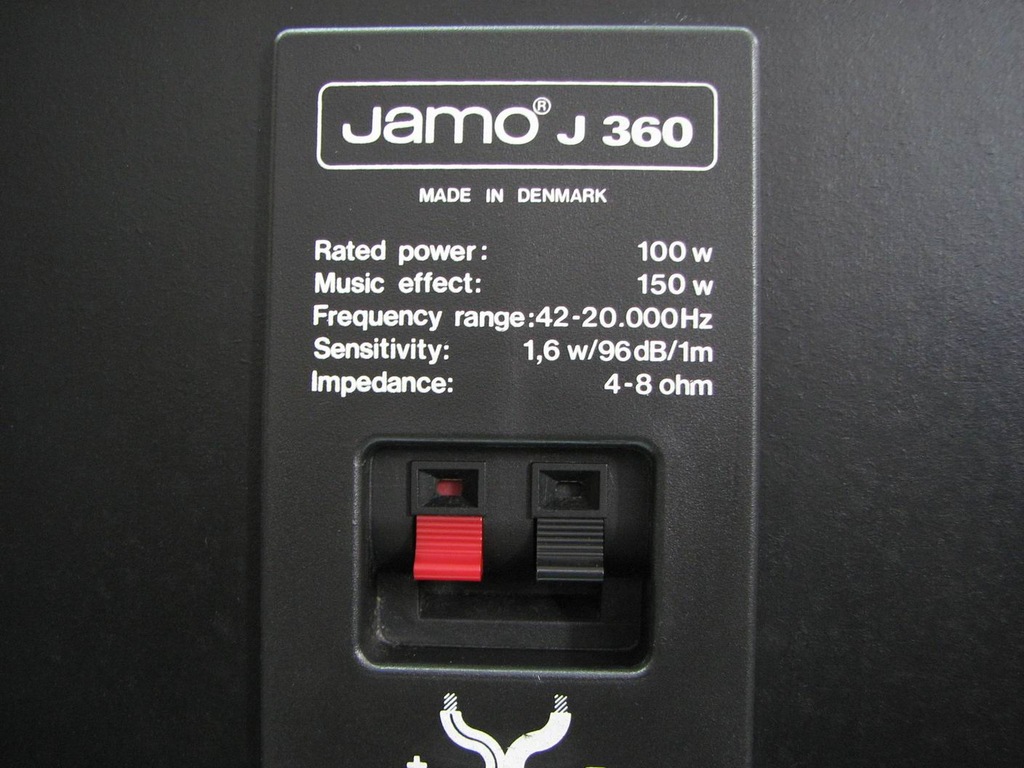 Jamo® J 360
MADE IN DENMARK
Rated power: 100 w
Music effect: 150 w
Frequency range:42-20.000Hz
Sensitivity: 1,6 w/96dB/1m
Impedance: 4-8 ohm
+ -